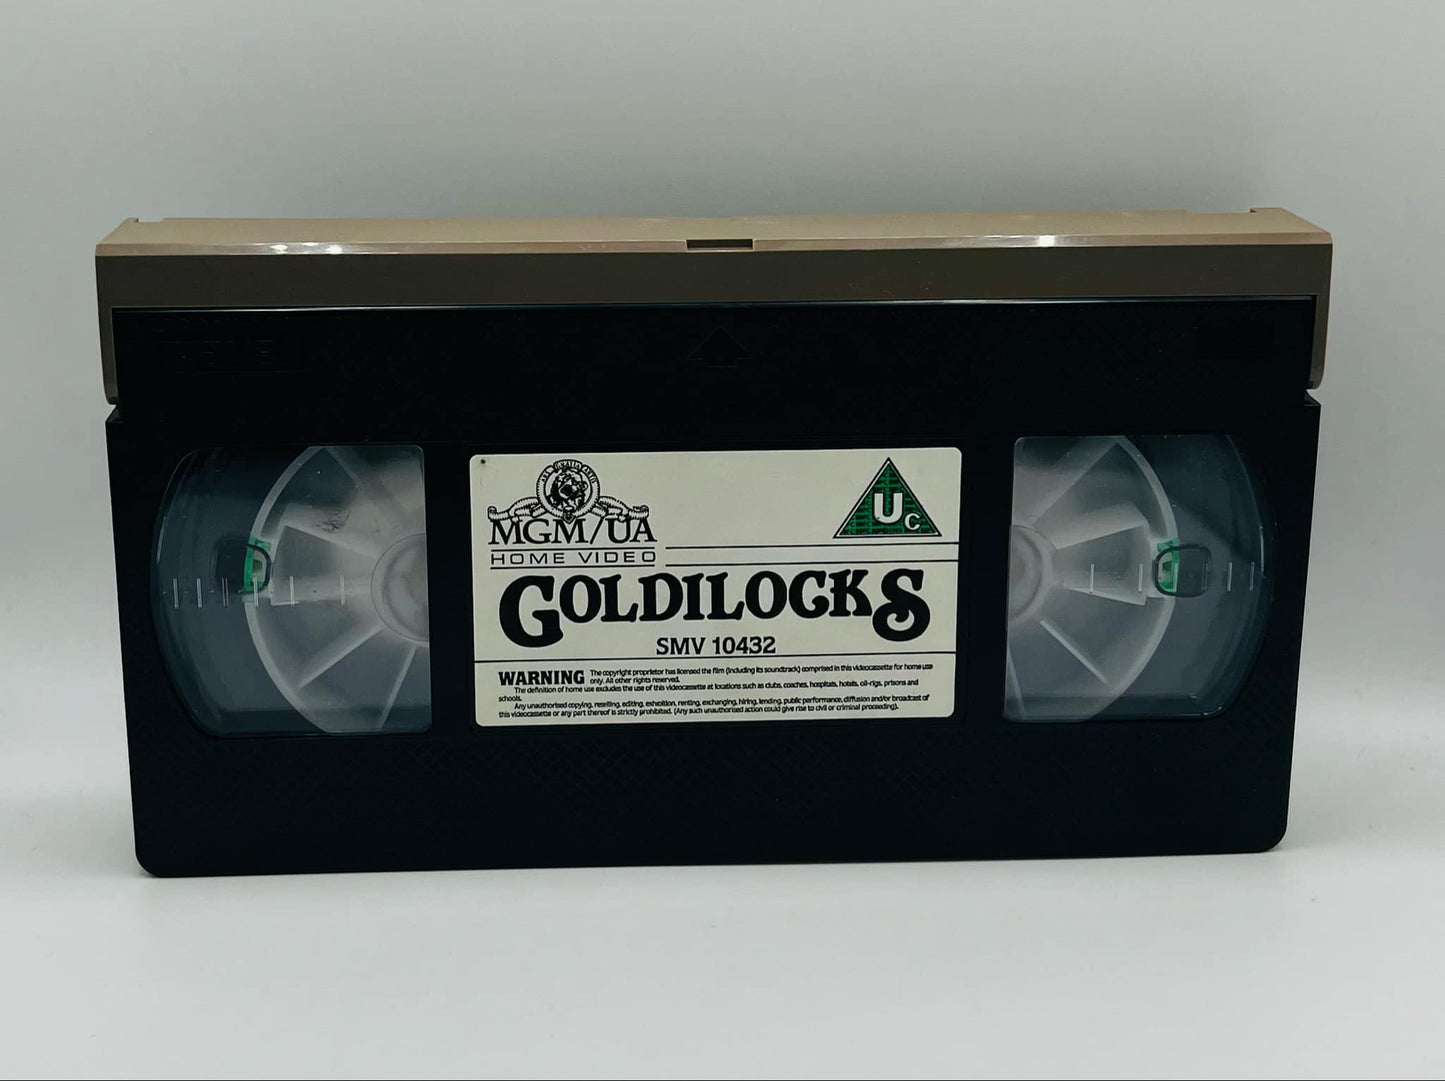 ARS GRATIA ARTIS
MGM/UA
HOME VIDEO
Uc
GOLDILOCKS
SMV 10432
WARNING The copyright proprietor has licensed the film (including its soundtrack) comprised in this videocassette for home use
only. All other rights reserved.
The definition of home use excludes the use of this videocassette at locations such as clubs, coaches, hospitals, hotels, oil-rigs, prisons and
schools.
Any unauthorised copying, reselling, editing, exhibition, renting, exchanging, hiring, lending, public performance, diffusion and/or broadcast of
this videocassette or any part thereof is strictly prohibited. (Any such unauthorised action could give rise to civil or criminal proceeding).